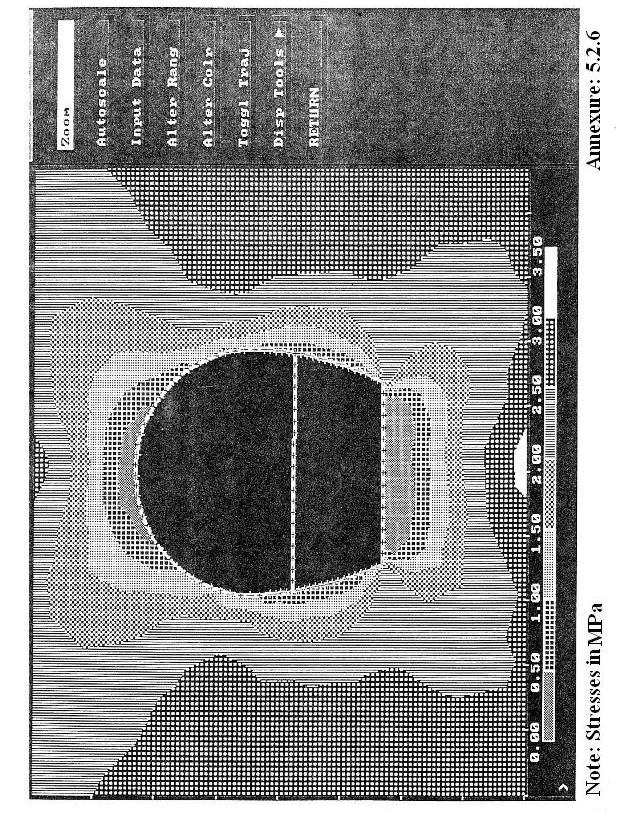 Zoom
Autoscale
Input Data
Alter Rang
Alter Colr
Toggl Traj
Disp Tools ▶
RETURN
0.00 0.50 1.00 1.50 2.00 2.50 3.00 3.50
>
Note: Stresses in MPa
Annexure: 5.2.6